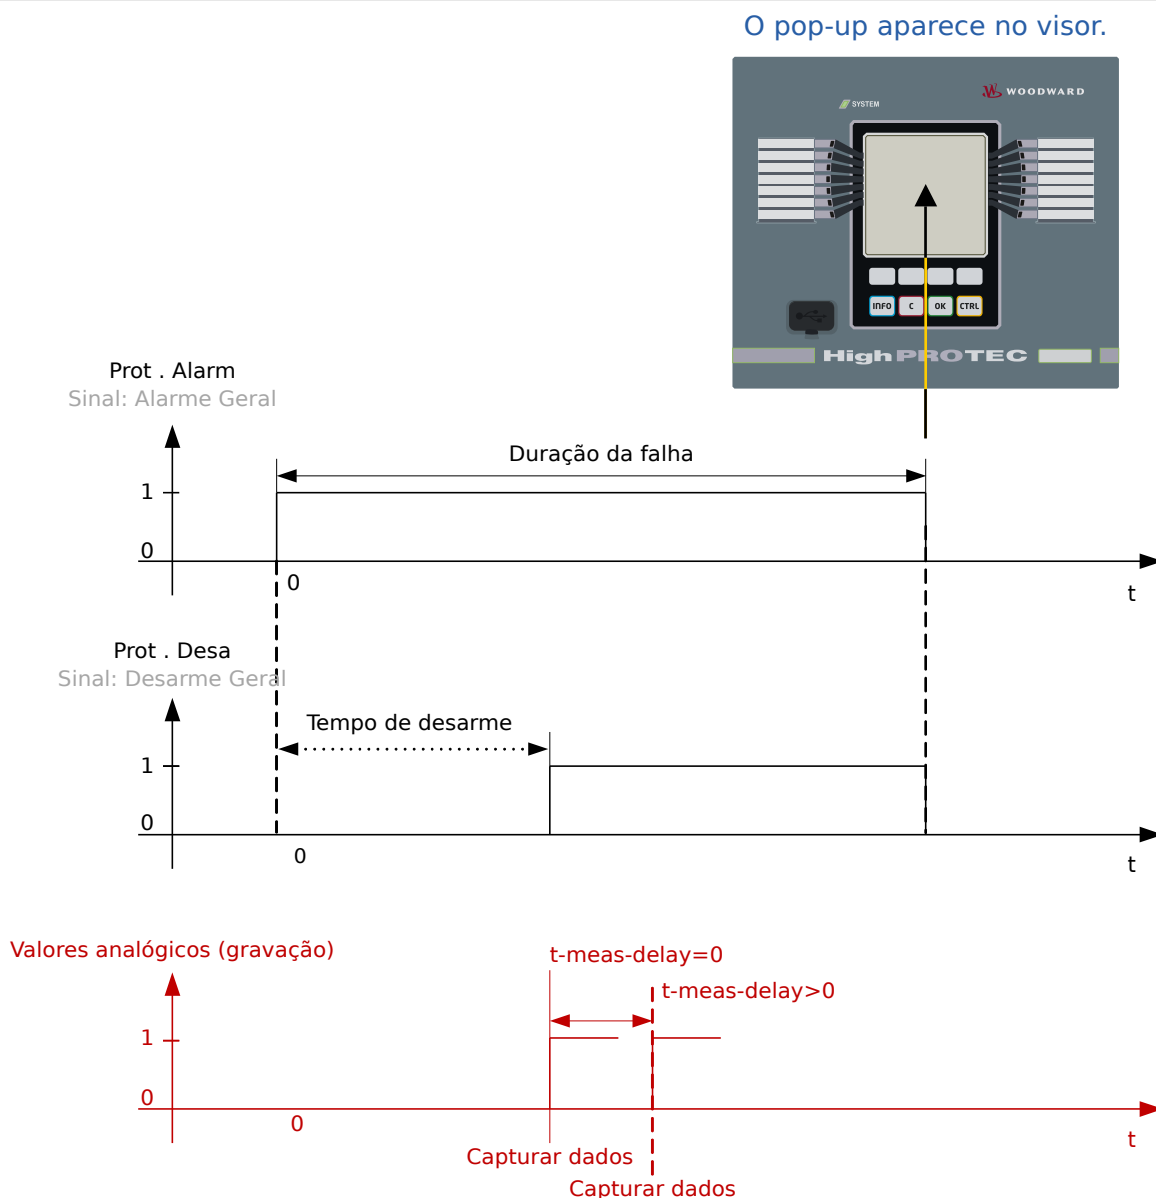 O pop-up aparece no visor.
WOODWARD
SYSTEM
INFO C OK CTRL
HighPROTEC
Prot . Alarm
Sinal: Alarme Geral
Duração da falha
1
0
0
t
Prot . Desa
Sinal: Desarme Geral
Tempo de desarme
1
0
0
t
Valores analógicos (gravação)
t-meas-delay=0
t-meas-delay>0
1
0
0
t
Capturar dados
Capturar dados